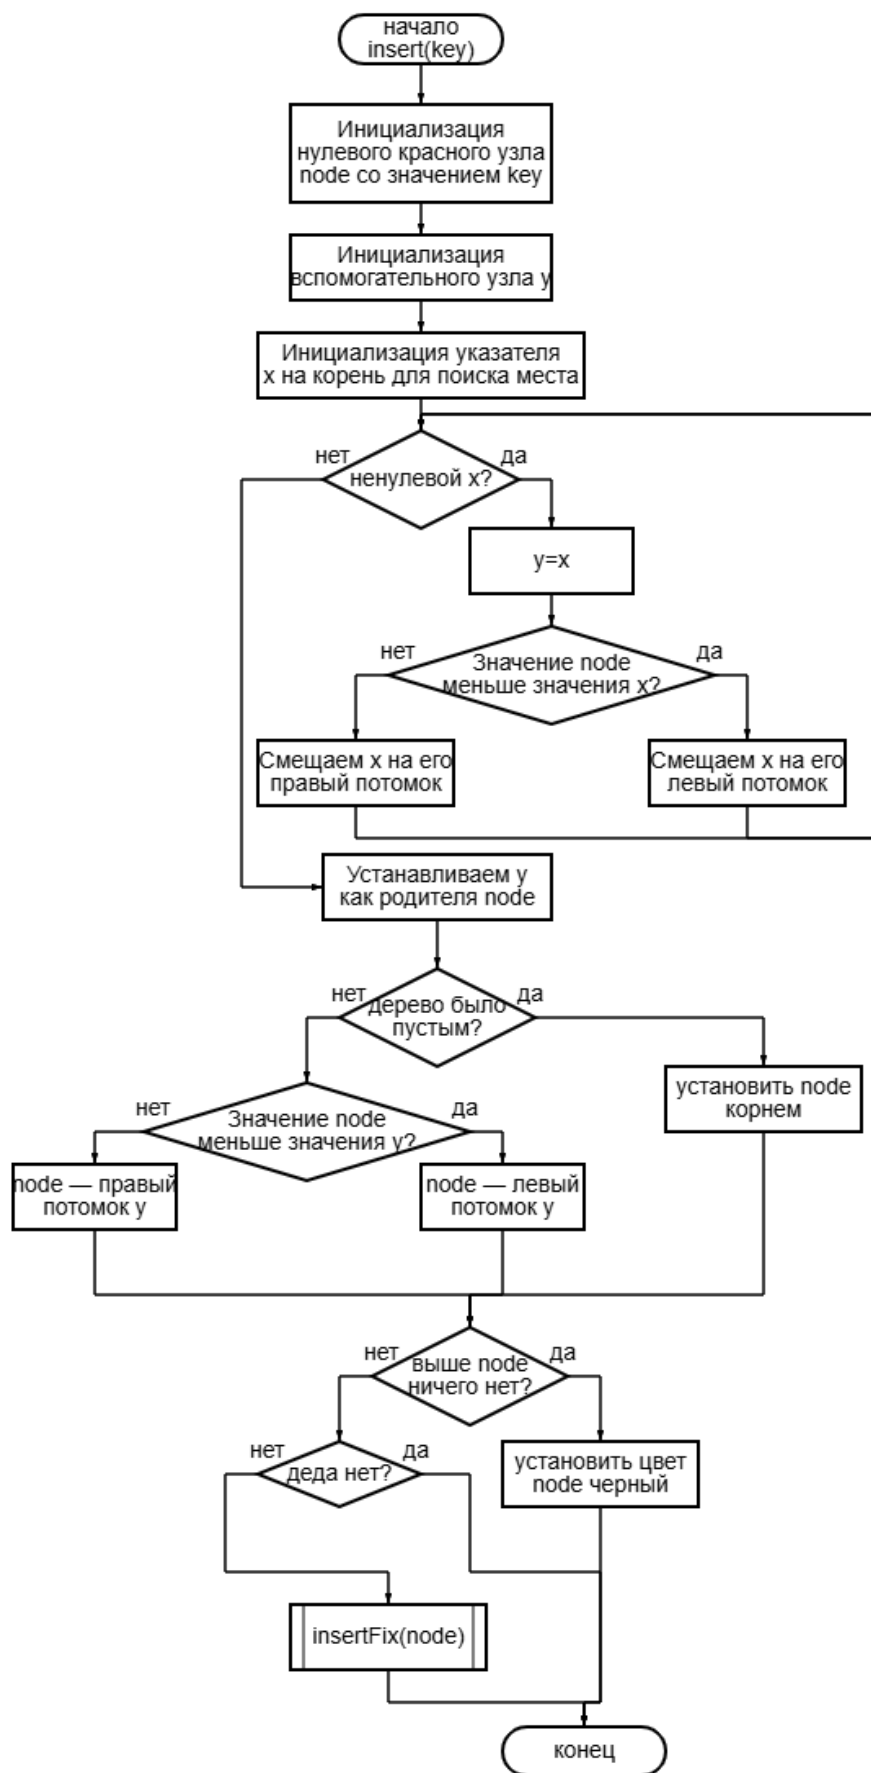 начало
insert(key)
Инициализация
нулевого красного узла
node со значением key
Инициализация
вспомогательного узла y
Инициализация указателя
x на корень для поиска места
нет
да
ненулевой x?
y=x
нет
да
Значение node
меньше значения x?
Смещаем x на его
правый потомок
Смещаем x на его
левый потомок
Устанавливаем y
как родителя node
нет
да
дерево было
пустым?
установить node
корнем
нет
да
Значение node
меньше значения y?
node — правый
потомок y
node — левый
потомок y
нет
да
выше node
ничего нет?
нет
да
деда нет?
установить цвет
node черный
insertFix(node)
конец